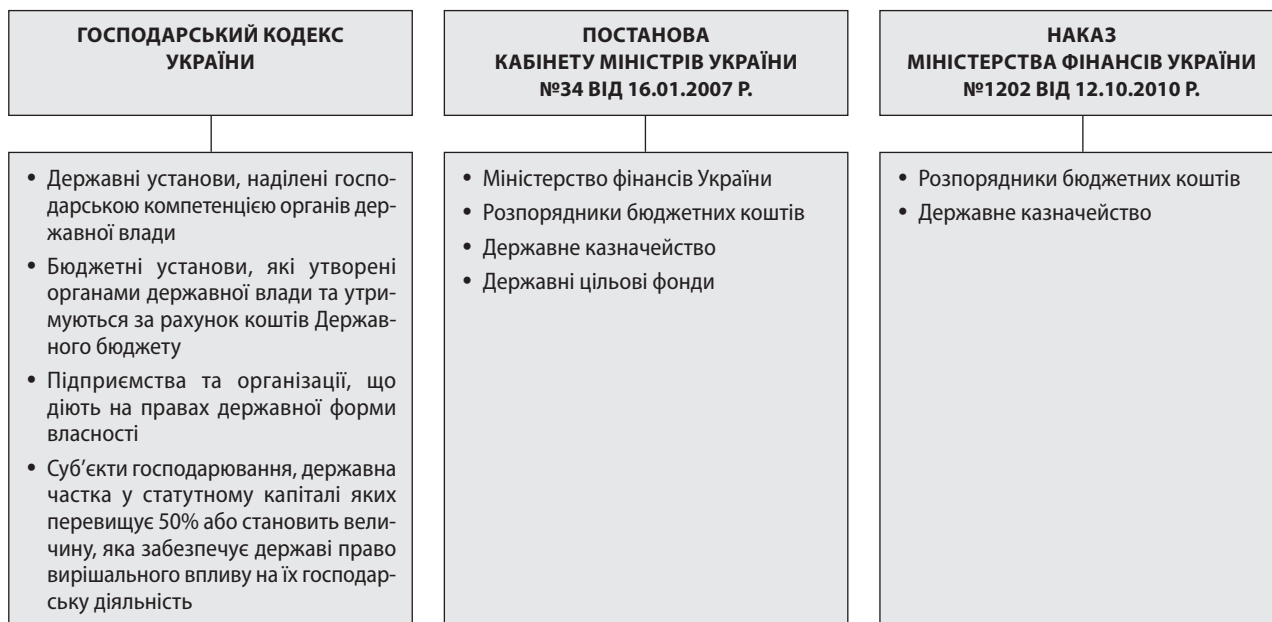 ГОСПОДАРСЬКИЙ КОДЕКС
УКРАЇНИ
• Державні установи, наділені госпо-
дарською компетенцією органів дер-
жавної влади
• Бюджетні установи, які утворені
органами державної влади та утри-
муються за рахунок коштів Держав-
ного бюджету
• Підприємства та організації, що
діють на правах державної форми
власності
• Суб’єкти господарювання, державна
частка у статутному капіталі яких
перевищує 50% або становить вели-
чину, яка забезпечує державі право
вирішального впливу на їх господар-
ську діяльність
ПОСТАНОВА
КАБІНЕТУ МІНІСТРІВ УКРАЇНИ
№34 ВІД 16.01.2007 Р.
• Міністерство фінансів України
• Розпорядники бюджетних коштів
• Державне казначейство
• Державні цільові фонди
НАКАЗ
МІНІСТЕРСТВА ФІНАНСІВ УКРАЇНИ
№1202 ВІД 12.10.2010 Р.
• Розпорядники бюджетних коштів
• Державне казначейство